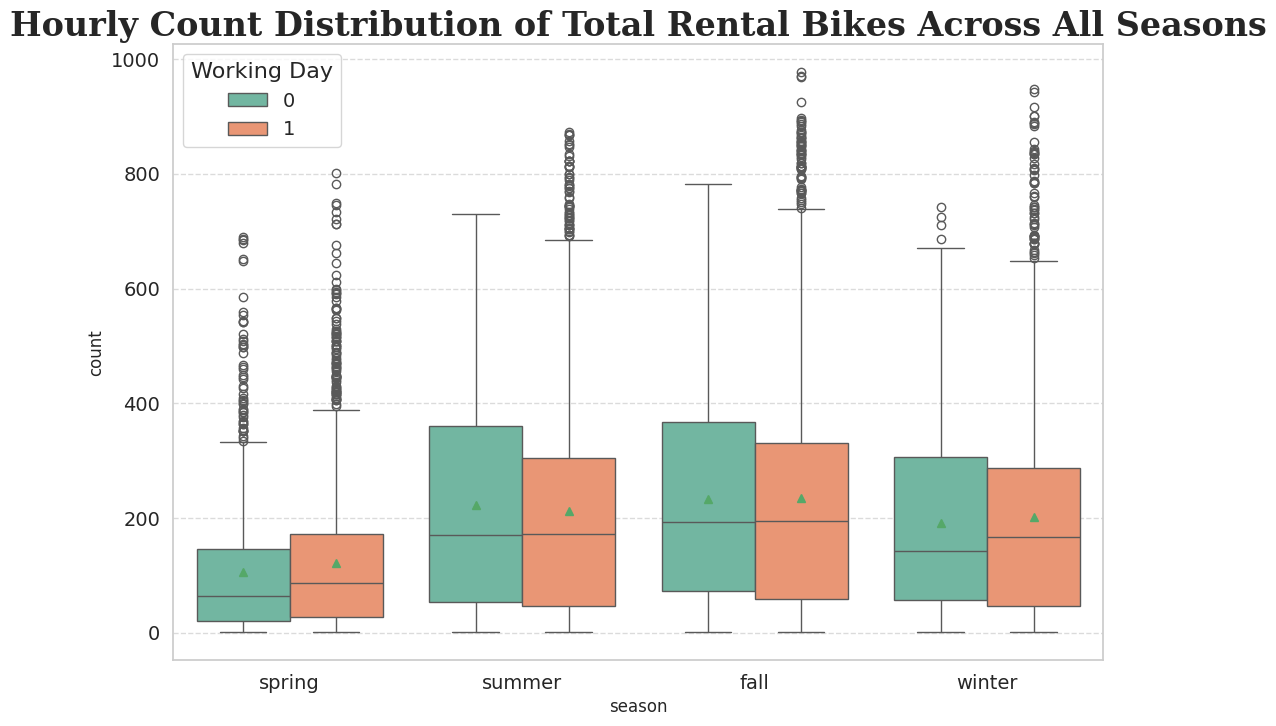 Hourly Count Distribution of Total Rental Bikes Across All Seasons
Working Day
0
1
1000
800
600
400
200
0
count
spring summer fall winter
season